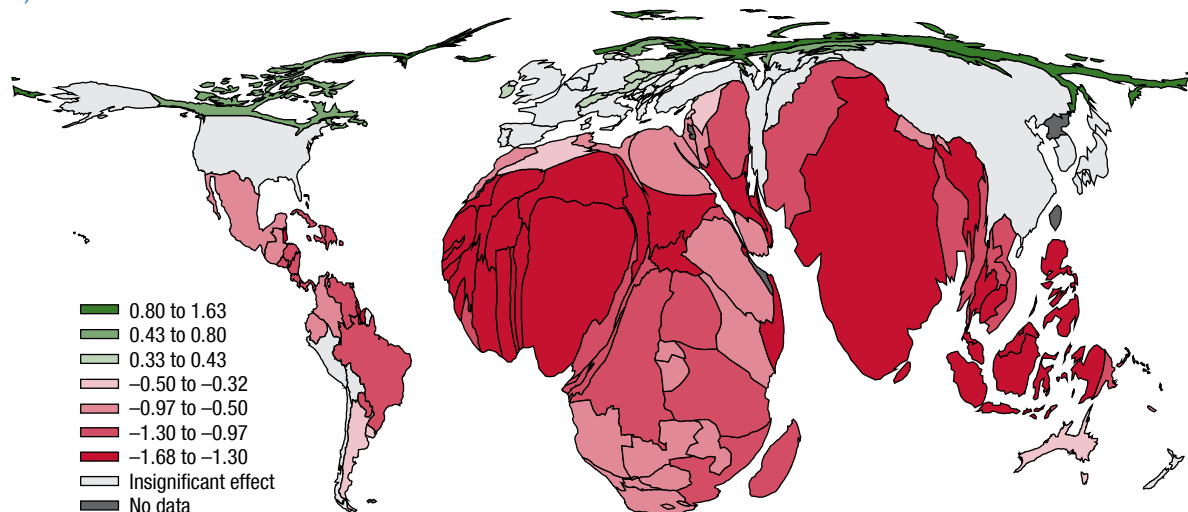 0.80 to 1.63
0.43 to 0.80
0.33 to 0.43
–0.50 to –0.32
–0.97 to –0.50
–1.30 to –0.97
–1.68 to –1.30
Insignificant effect
No data